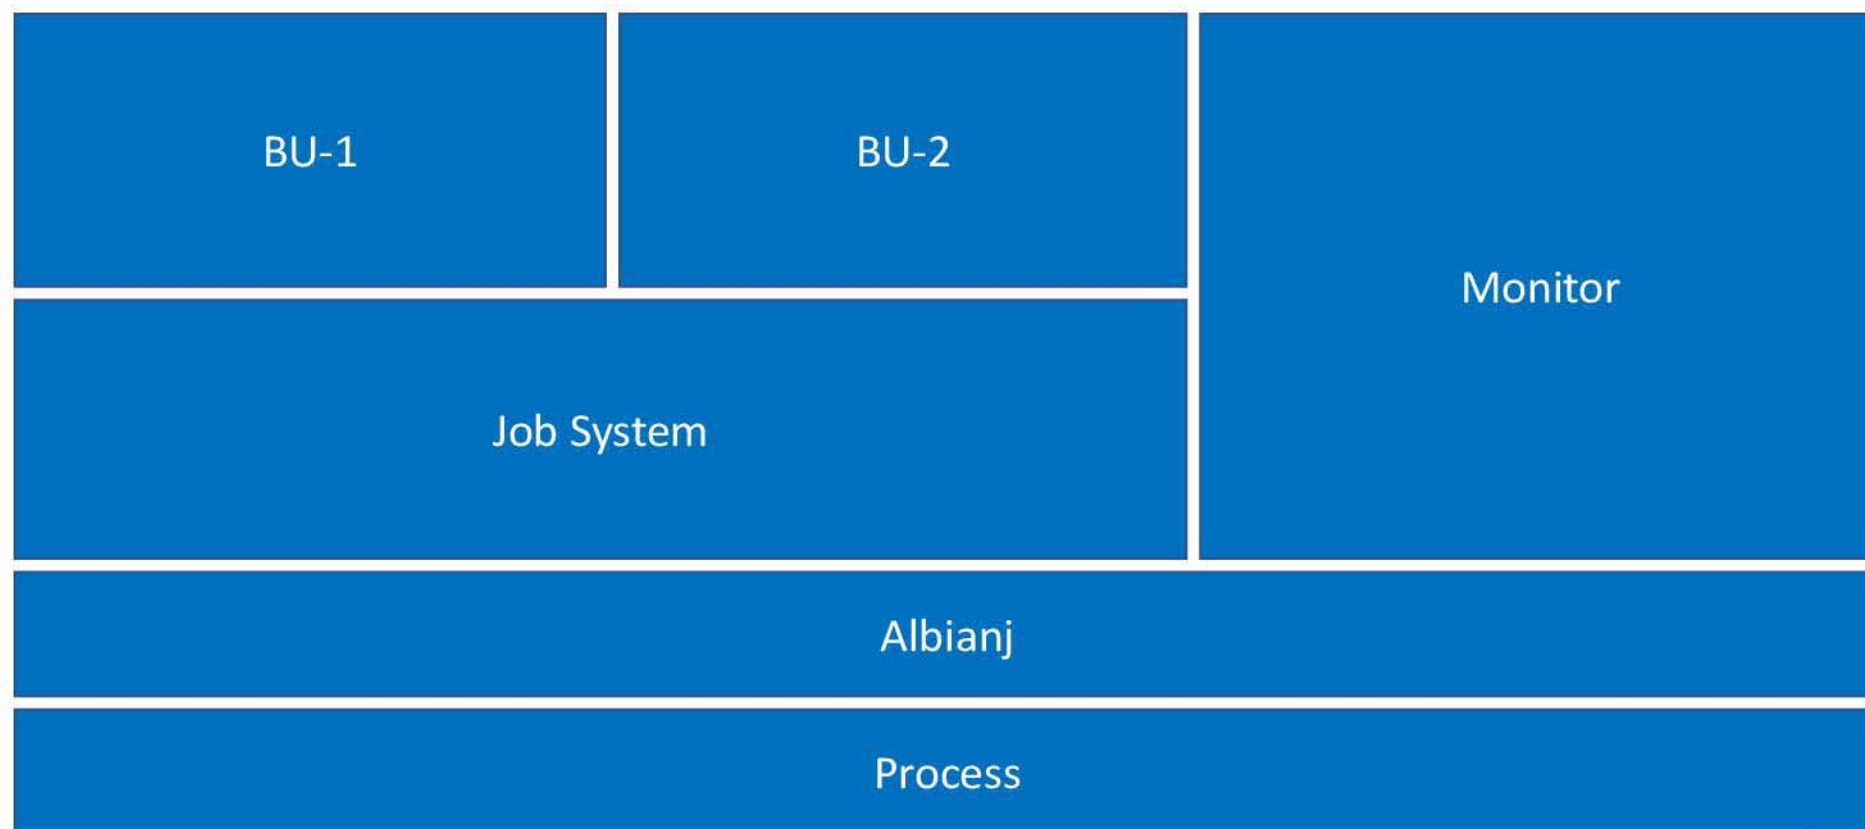 BU-1
BU-2
Monitor
Job System
Albianj
Process